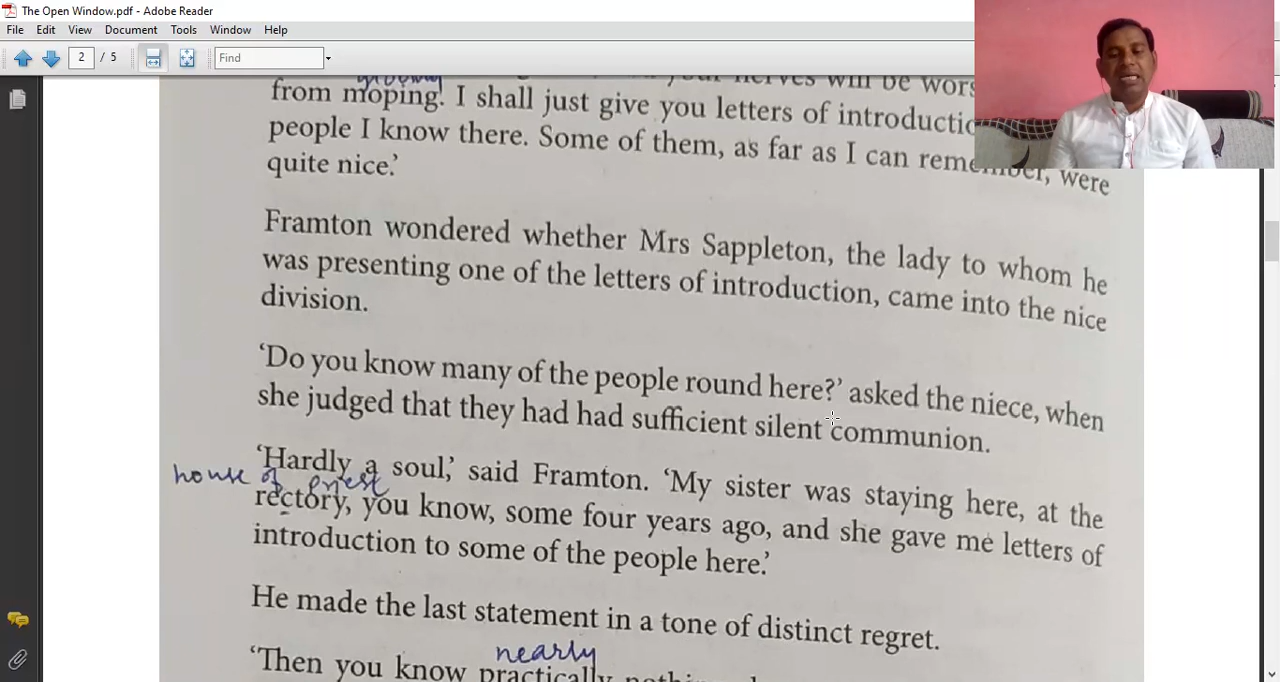 The Open Window.pdf - Adobe Reader
File Edit View Document Tools Window Help
2 / 5 Find
nerves will be
from moping. I shall just give you letters of
people I know there. Some of them, as far as I can remember, were
quite nice.’
Framton wondered whether Mrs Sappleton, the lady to whom he
was presenting one of the letters of introduction, came into the nice
division.
‘Do you know many of the people round here?’ asked the niece, when
she judged that they had had sufficient silent communion.
‘Hardly a soul,’ said Framton. ‘My sister was staying here, at the
house of priest
rectory, you know, some four years ago, and she gave me letters of
introduction to some of the people here.’
He made the last statement in a tone of distinct regret.
nearly
‘Then you know practically